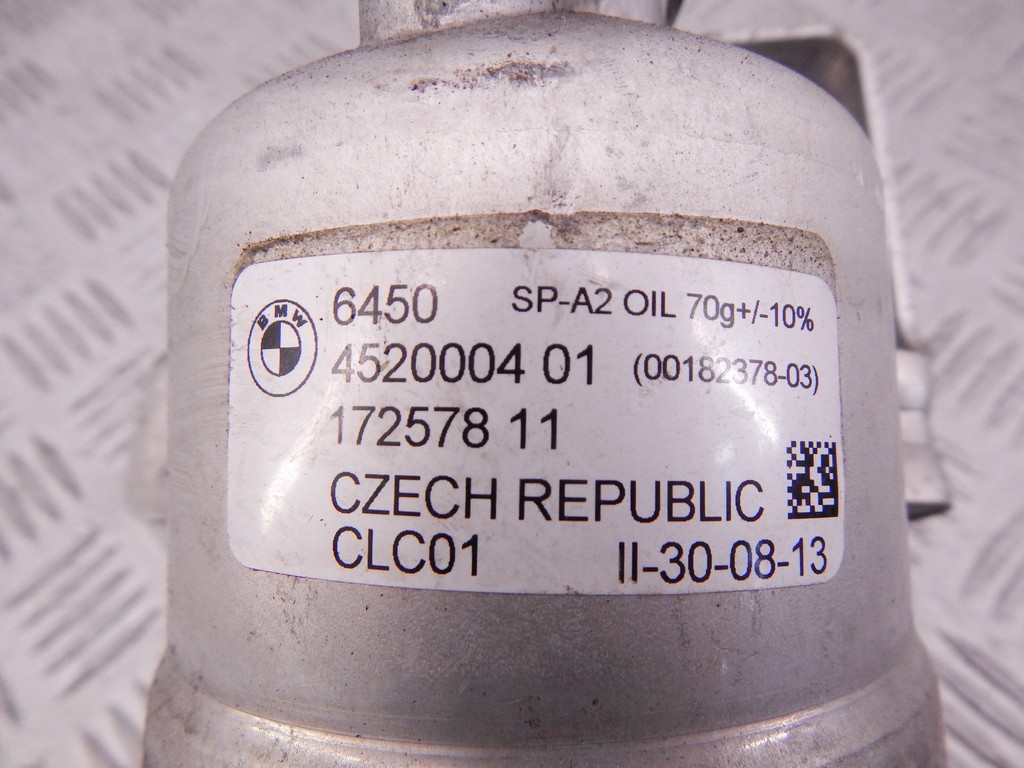 BMW
6450 SP-A2 OIL 70g+/-10%
4520004 01 (00182378-03)
172578 11
CZECH REPUBLIC
CLC01 II-30-08-13